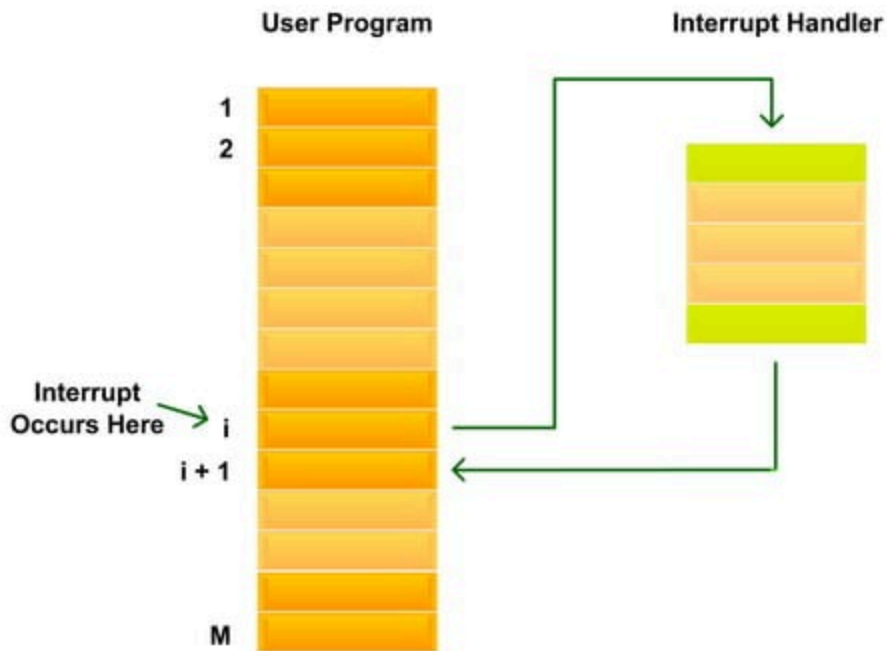 User Program
Interrupt Handler
1
2
Interrupt
Occurs Here
i
i + 1
M